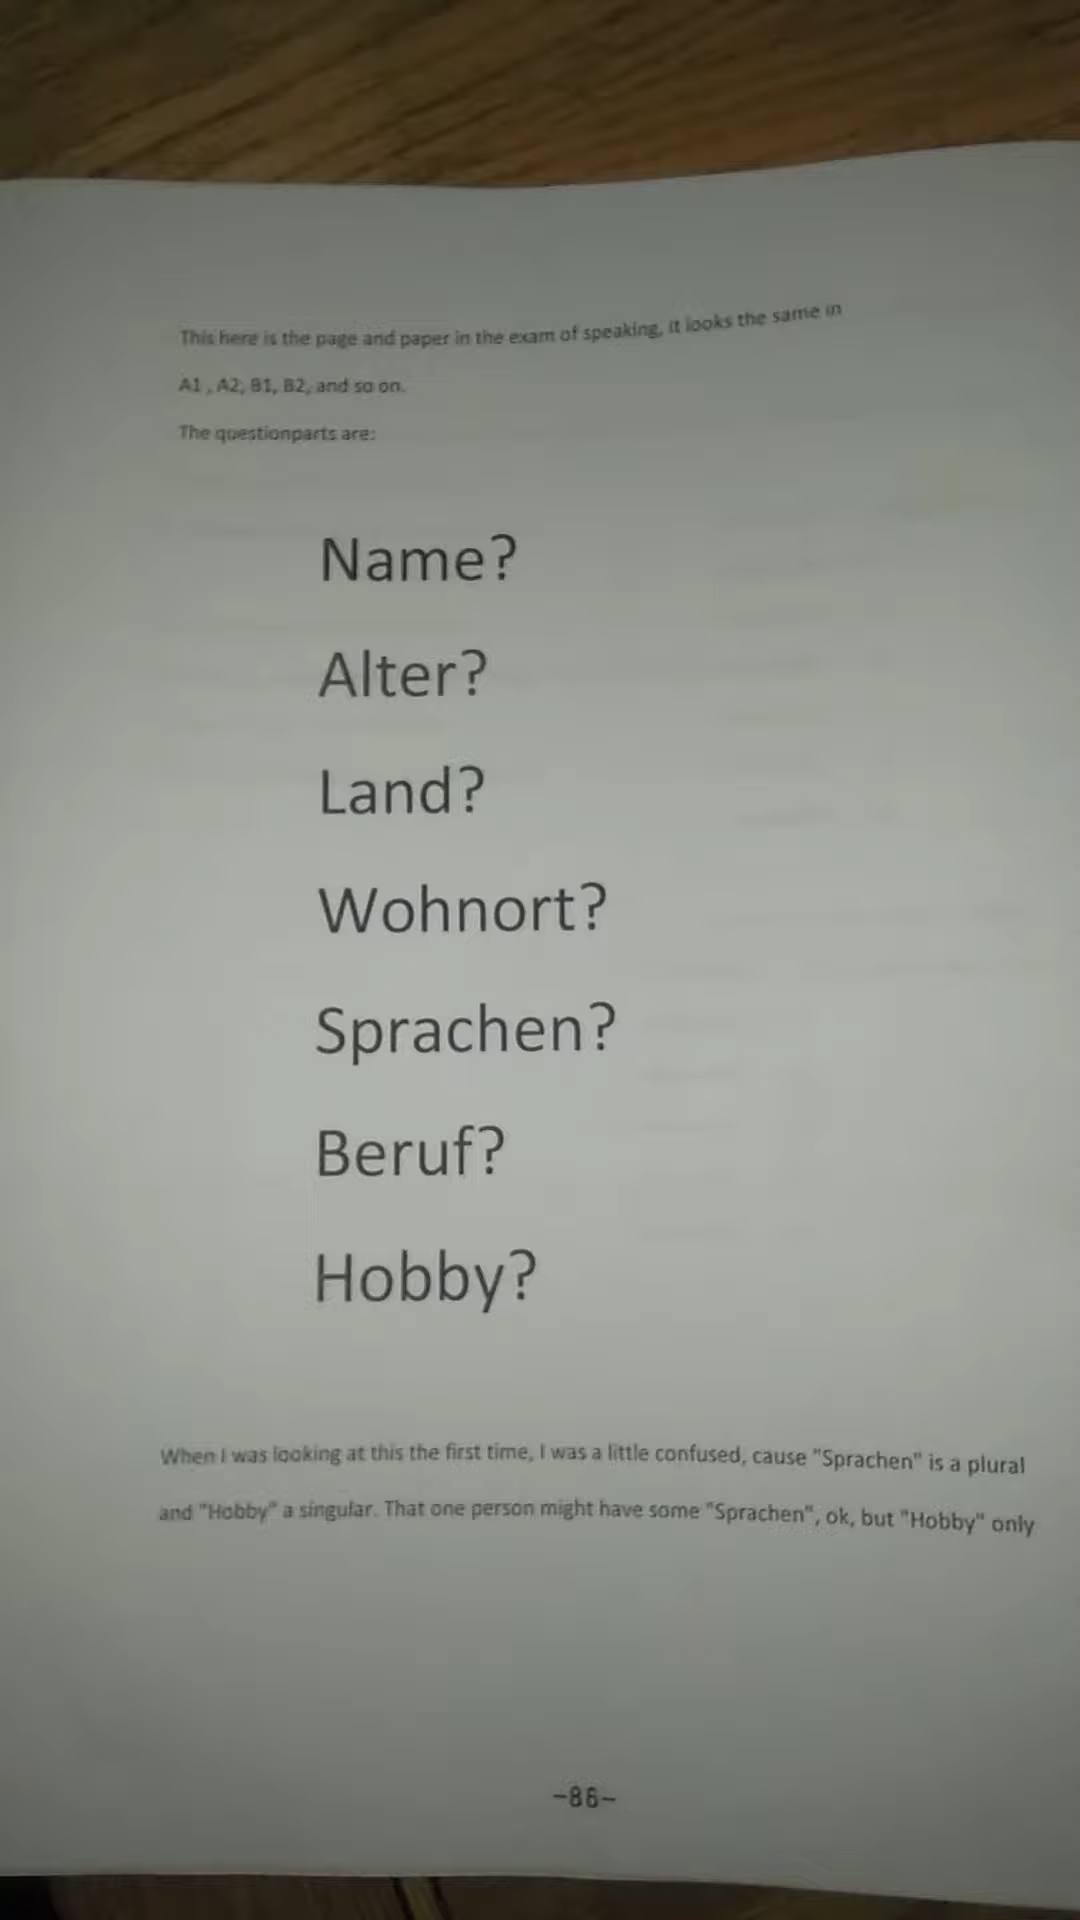 This here is the page and paper in the exam of speaking, it looks the same in
A1 , A2, B1, B2, and so on.
The questionparts are:
Name?
Alter?
Land?
Wohnort?
Sprachen?
Beruf?
Hobby?
When I was looking at this the first time, I was a little confused, cause "Sprachen" is a plural
and "Hobby" a singular. That one person might have some "Sprachen", ok, but "Hobby" only
-86-